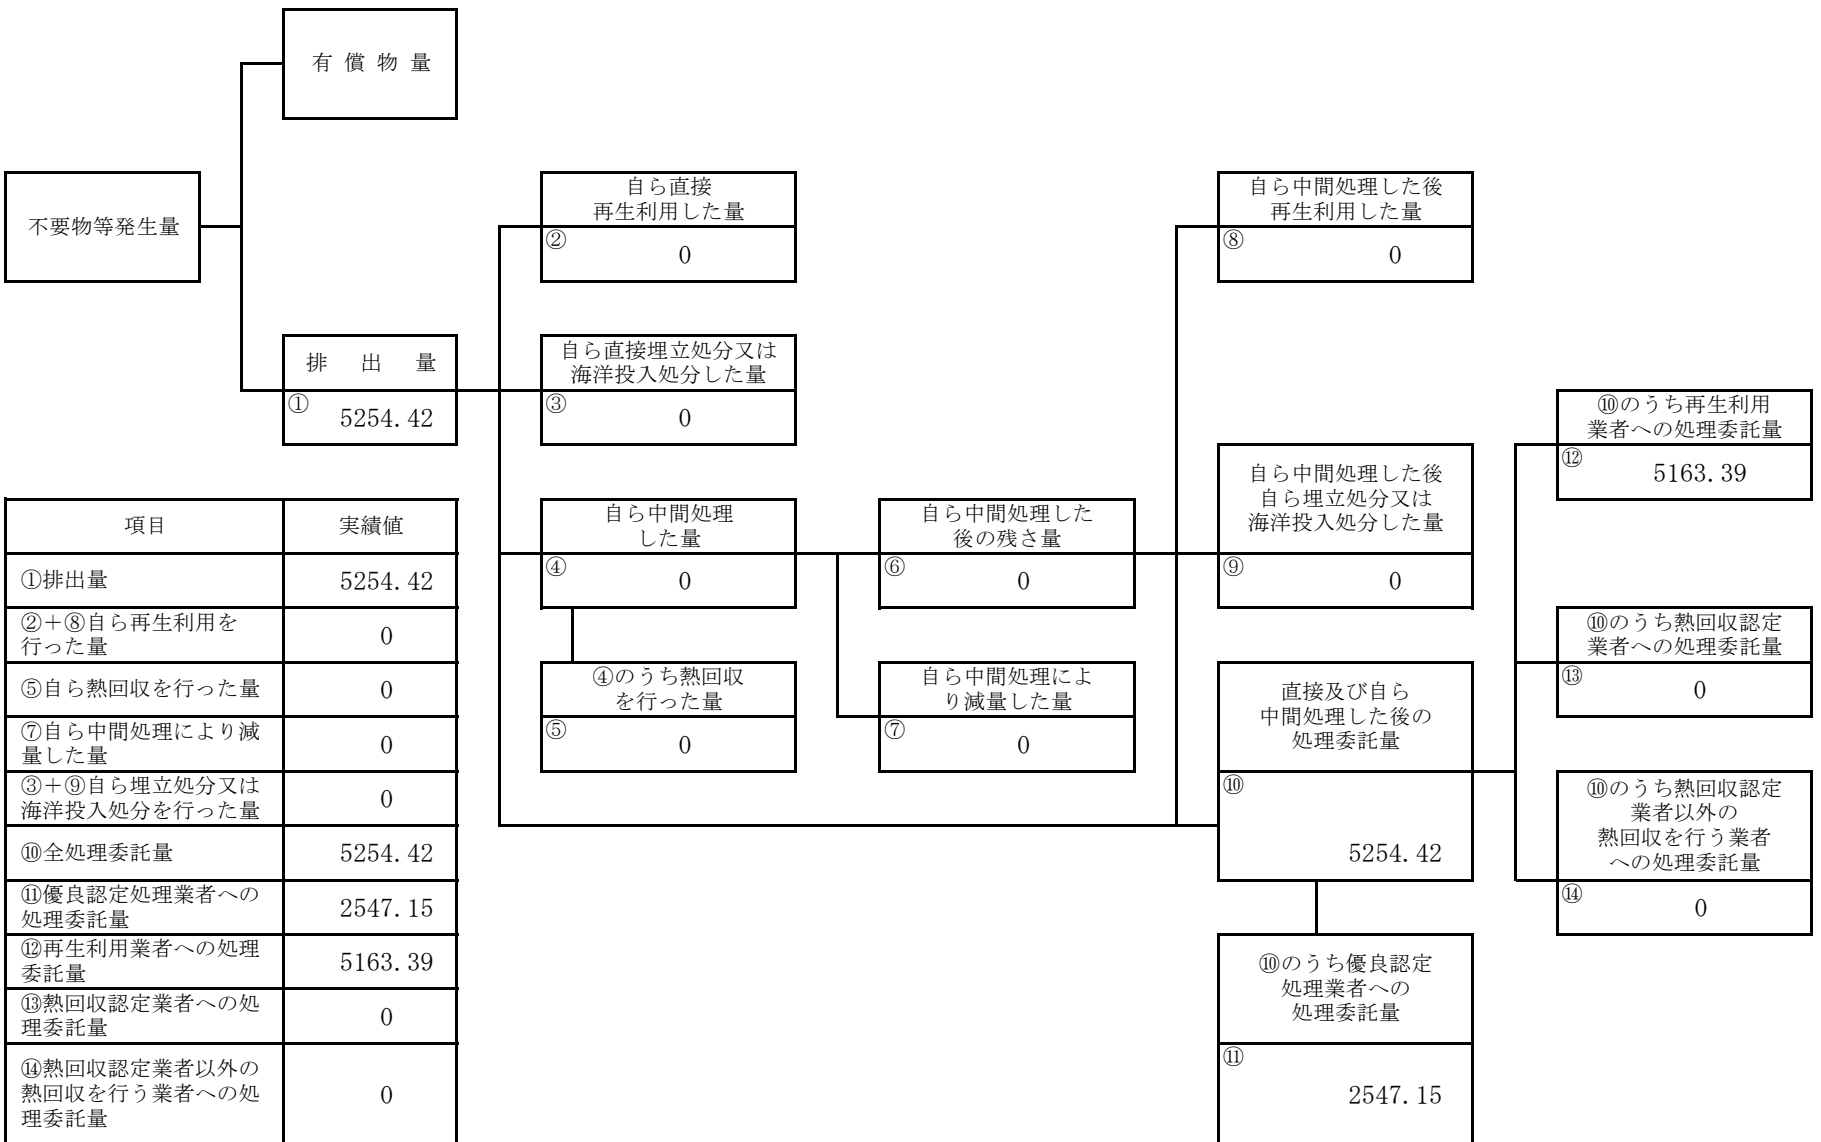 有 償 物 量
不要物等発生量
自ら直接
再生利用した量
②
0
自ら中間処理した後
再生利用した量
⑧
0
排 出 量
①
5254.42
自ら直接埋立処分又は
海洋投入処分した量
③
0
⑩のうち再生利用
業者への処理委託量
⑫
5163.39
自ら中間処理
した量
④
0
自ら中間処理した
後の残さ量
⑥
0
自ら中間処理した後
自ら埋立処分又は
海洋投入処分した量
⑨
0
⑩のうち熱回収認定
業者への処理委託量
⑬
0
④のうち熱回収
を行った量
⑤
0
自ら中間処理によ
り減量した量
⑦
0
直接及び自ら
中間処理した後の
処理委託量
⑩
5254.42
⑩のうち熱回収認定
業者以外の
熱回収を行う業者
への処理委託量
⑭
0
⑩のうち優良認定
処理業者への
処理委託量
⑪
2547.15
項目 実績値
①排出量 5254.42
②＋⑧自ら再生利用を
行った量
0
⑤自ら熱回収を行った量 0
⑦自ら中間処理により減
量した量
0
③＋⑨自ら埋立処分又は
海洋投入処分を行った量
0
⑩全処理委託量 5254.42
⑪優良認定処理業者への
処理委託量
2547.15
⑫再生利用業者への処理
委託量
5163.39
⑬熱回収認定業者への処
理委託量
0
⑭熱回収認定業者以外の
熱回収を行う業者への処
理委託量
0